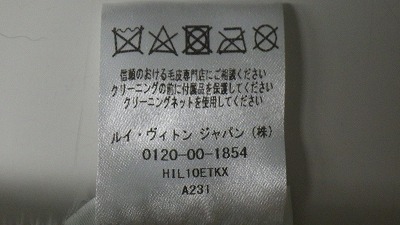 信頼のおける毛皮専門店にご相談ください
クリーニングの前に付属品を保護してください
クリーニングネットを使用してください
ルイ・ヴィトン ジャパン (株)
0120-00-1854
HIL10ETKX
A231